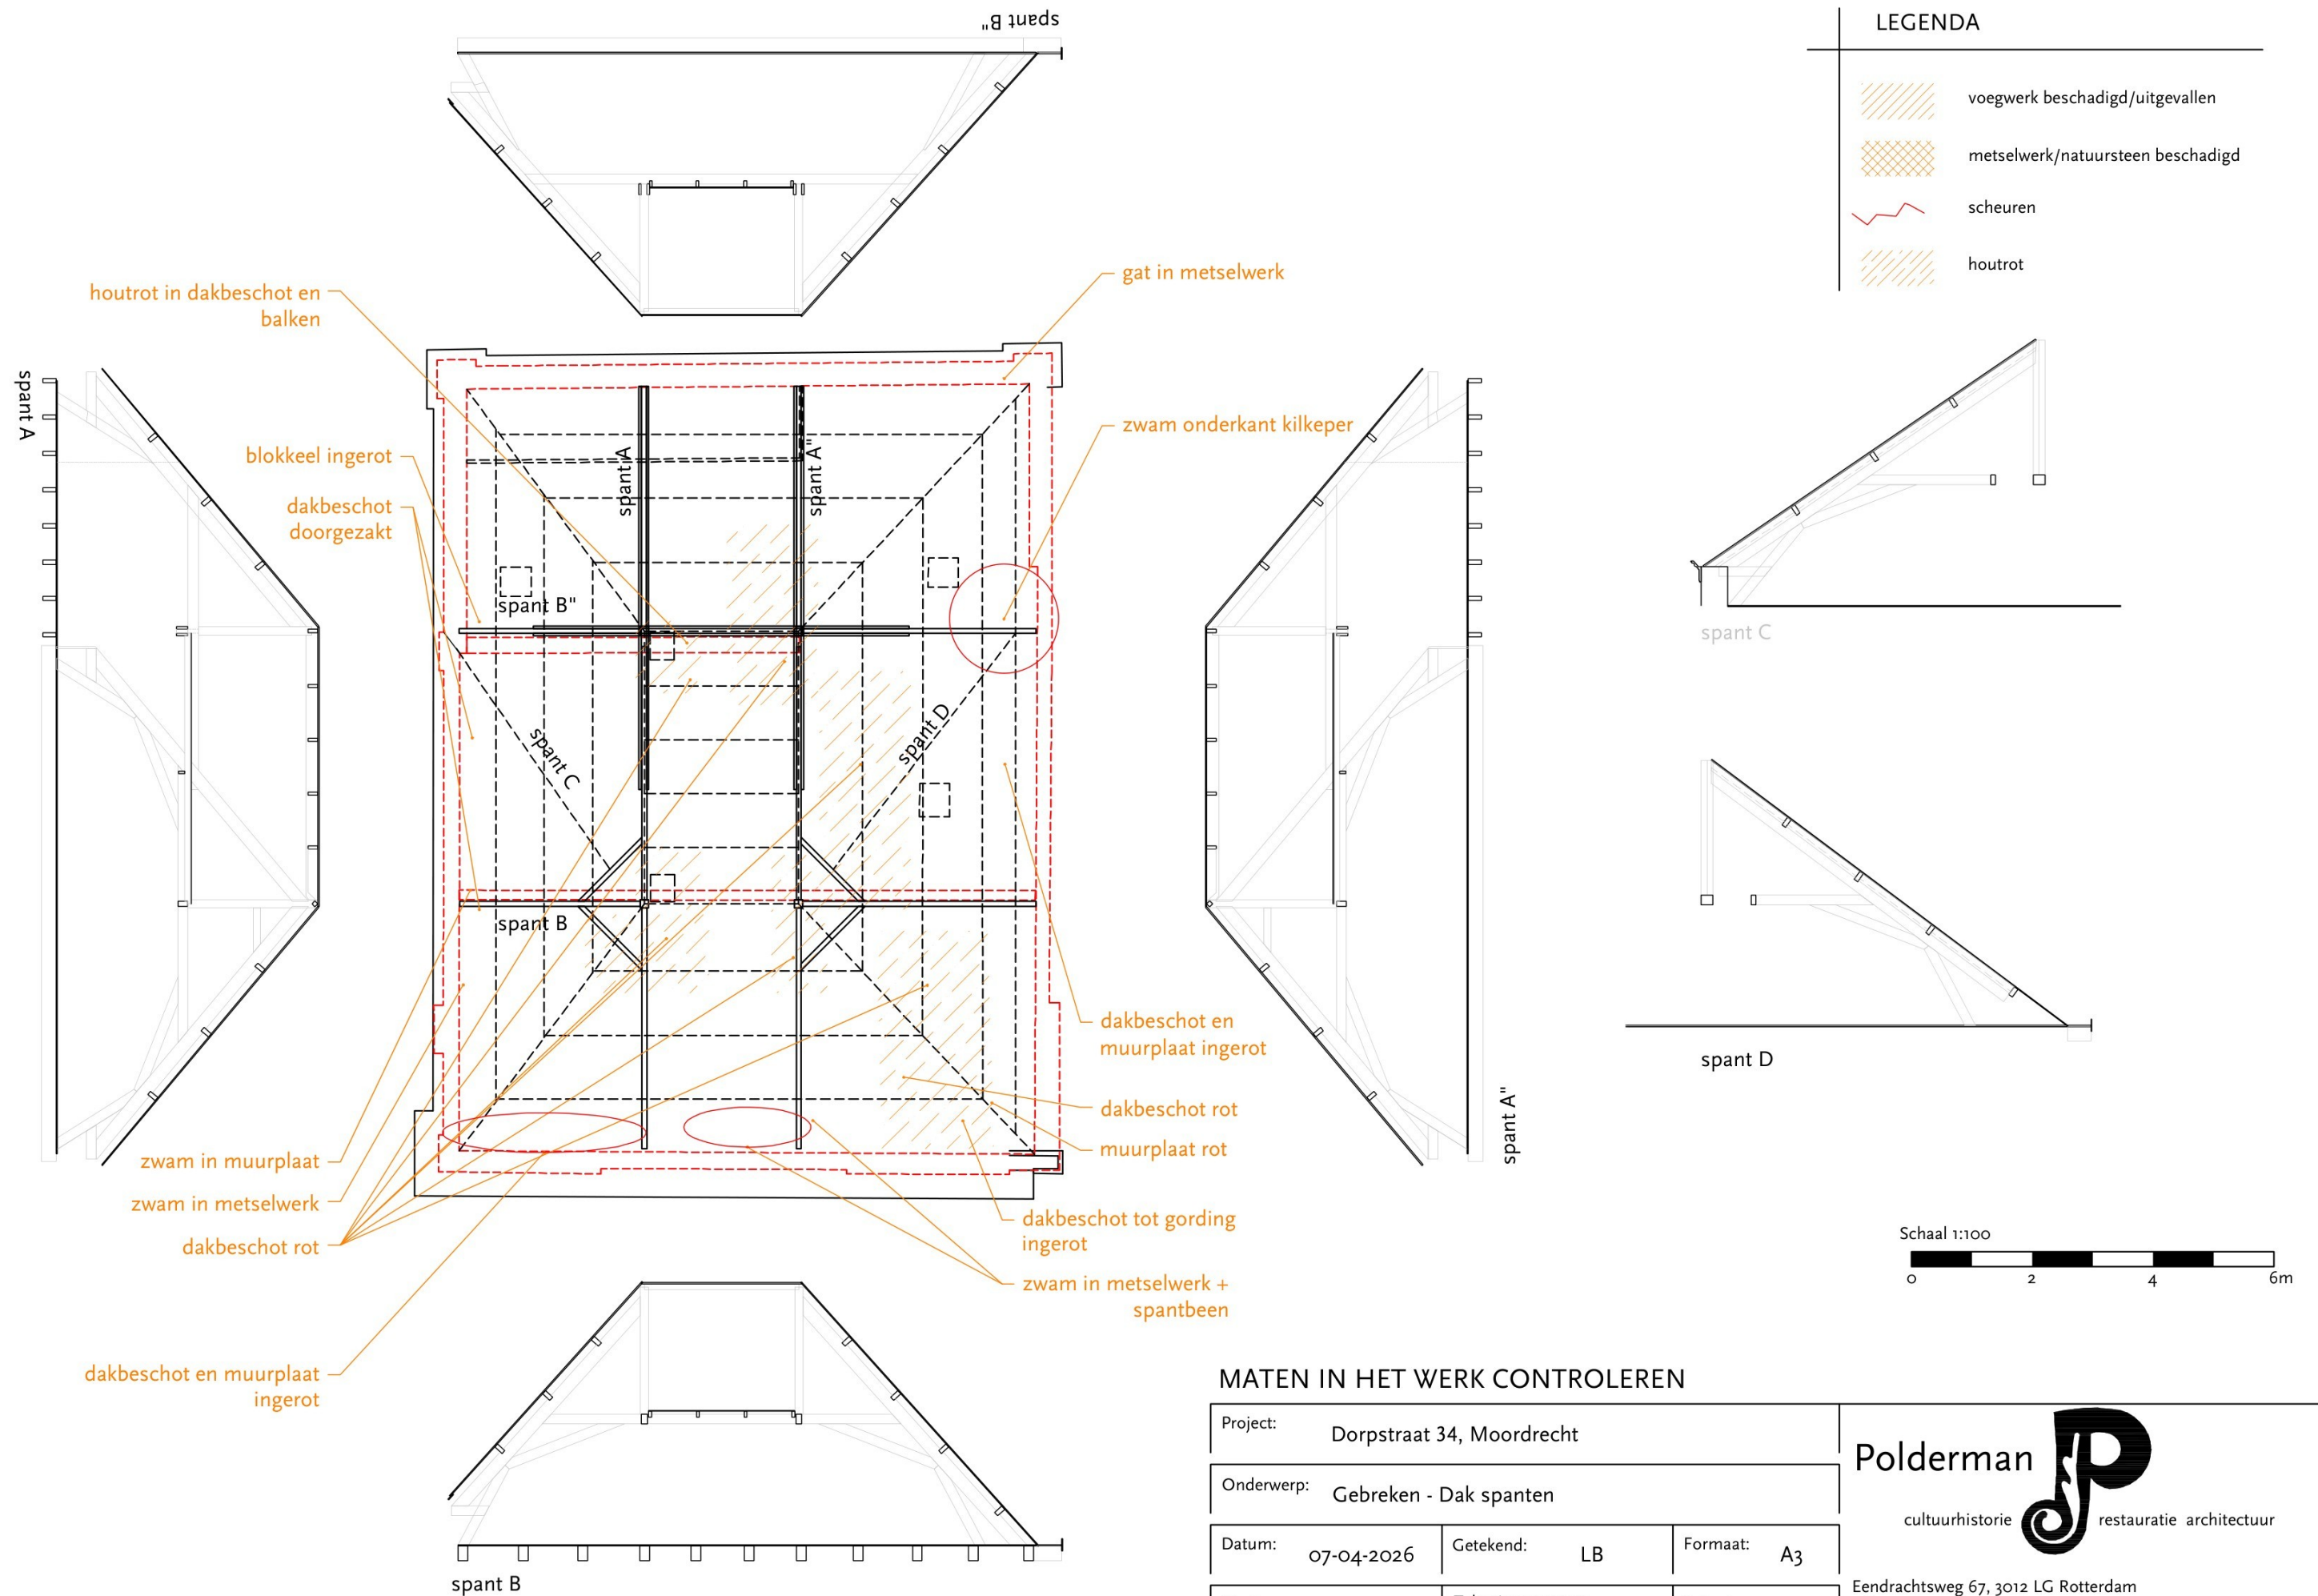 spant B"
LEGENDA
voegwerk beschadigd/uitgevallen
metselwerk/natuursteen beschadigd
scheuren
houtrot
gat in metselwerk
houtrot in dakbeschot en
balken
spant A
zwam onderkant kilkeper
blokkeel ingerot
dakbeschot
doorgezakt
spant A
spant A"
spant B"
spant C
spant C
spant D
spant B
dakbeschot en
muurplaat ingerot
spant D
dakbeschot rot
muurplaat rot
spant A"
zwam in muurplaat
zwam in metselwerk
dakbeschot rot
dakbeschot tot gording
ingerot
zwam in metselwerk +
spantbeen
Schaal 1:100
0 2 4 6m
dakbeschot en muurplaat
ingerot
spant B
MATEN IN HET WERK CONTROLEREN
Project: Dorpstraat 34, Moordrecht
Onderwerp: Gebreken - Dak spanten
Datum: 07-04-2026 Getekend: LB Formaat: A3
Polderman
cultuurhistorie restauratie architectuur
Eendrachtsweg 67, 3012 LG Rotterdam